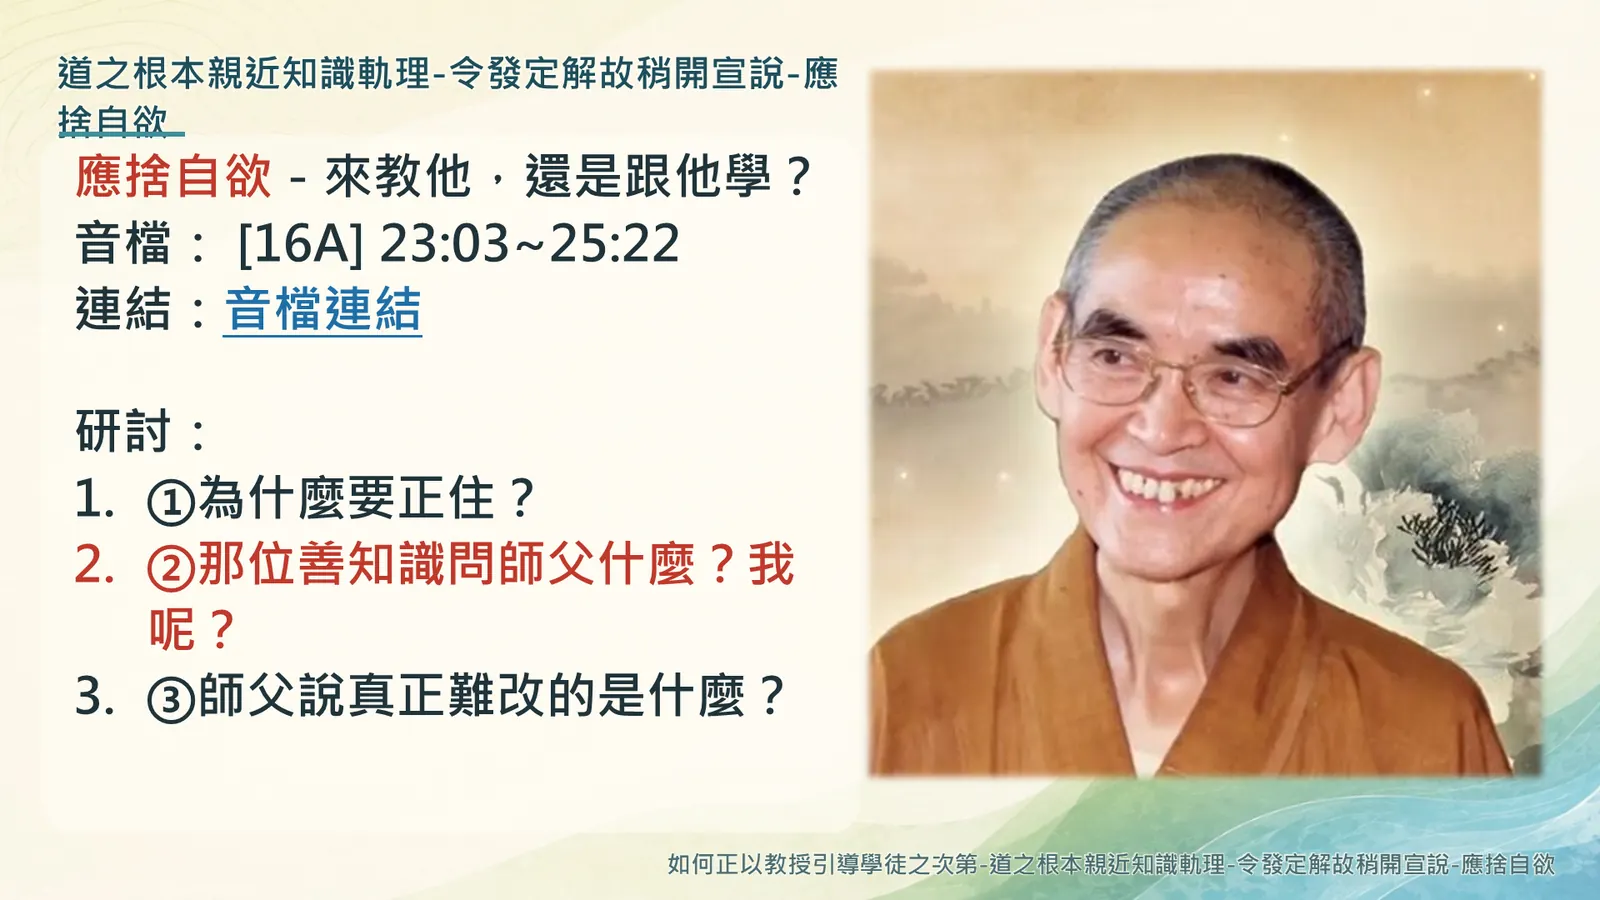 道之根本親近知識軌理-令發定解故稍開宣說-應
捨自欲
應捨自欲 - 來教他，還是跟他學？
音檔： [16A] 23:03~25:22
連結：音檔連結
研討：
1. ①為什麼要正住？
2. ②那位善知識問師父什麼？我
呢？
3. ③師父說真正難改的是什麼？
如何正以教授引導學徒之次第-道之根本親近知識軌理-令發定解故稍開宣說-應捨自欲